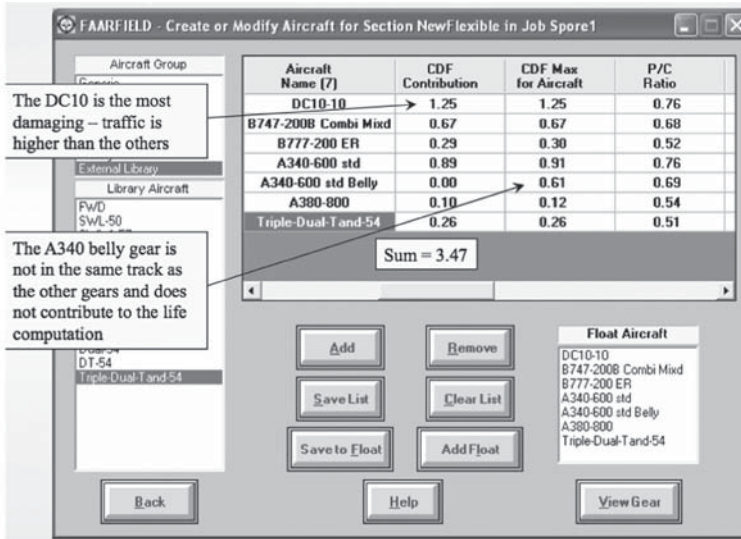 FAARFIELD - Create or Modify Aircraft for Section NewFlexible in Job Spore1
Aircraft Group
The DC10 is the most
damaging – traffic is
higher than the others
External Library
Library Aircraft
FWD
SWL-50
The A340 belly gear is
not in the same track as
the other gears and does
not contribute to the life
computation
DT-54
Triple-Dual-Tand-54
Aircraft Name (7) CDF Contribution CDF Max for Aircraft P/C Ratio
DC10-10 1.25 1.25 0.76
B747-200B Combi Mixd 0.67 0.67 0.68
B777-200 ER 0.29 0.30 0.52
A340-600 std 0.89 0.91 0.76
A340-600 std Belly 0.00 0.61 0.69
A380-800 0.10 0.12 0.54
Triple-Dual-Tand-54 0.26 0.26 0.51
Sum = 3.47
Add
Remove
Save List
Clear List
Save to Float
Add Float
Float Aircraft
DC10-10
B747-200B Combi Mixd
B777-200 ER
A340-600 std
A340-600 std Belly
A380-800
Triple-Dual-Tand-54
Back
Help
View Gear